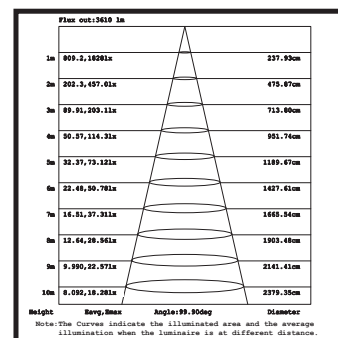 Flux out:3610 lm
1m 809.2,1828lx 237.93cm
2m 202.3,457.0lx 475.87cm
3m 89.91,203.1lx 713.80cm
4m 50.57,114.3lx 951.74cm
5m 32.37,73.12lx 1189.67cm
6m 22.48,50.78lx 1427.61cm
7m 16.51,37.31lx 1665.54cm
8m 12.64,28.56lx 1903.48cm
9m 9.990,22.57lx 2141.41cm
10m 8.092,18.28lx 2379.35cm
Height Eavg,Emax Angle:99.90deg Diameter
Note:The Curves indicate the illuminated area and the average
illumination when the luminaire is at different distance.